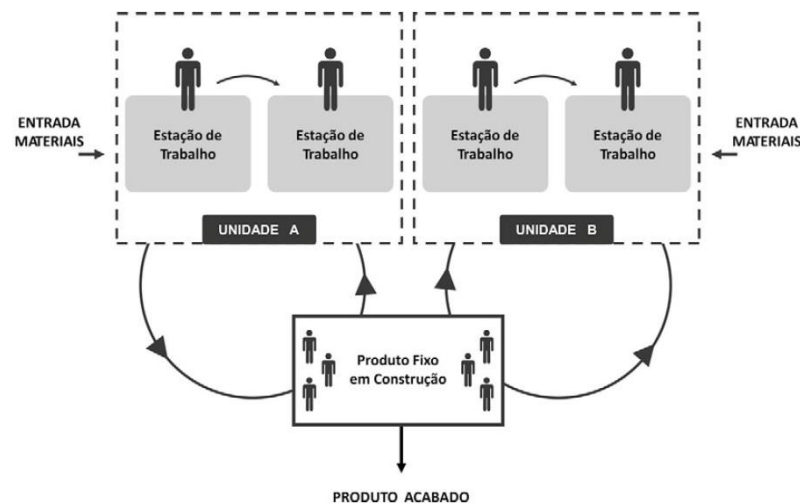 ENTRADA
MATERIAIS
Estação de
Trabalho
Estação de
Trabalho
UNIDADE A
Estação de
Trabalho
Estação de
Trabalho
UNIDADE B
ENTRADA
MATERIAIS
Produto Fixo
em Construção
PRODUTO ACABADO